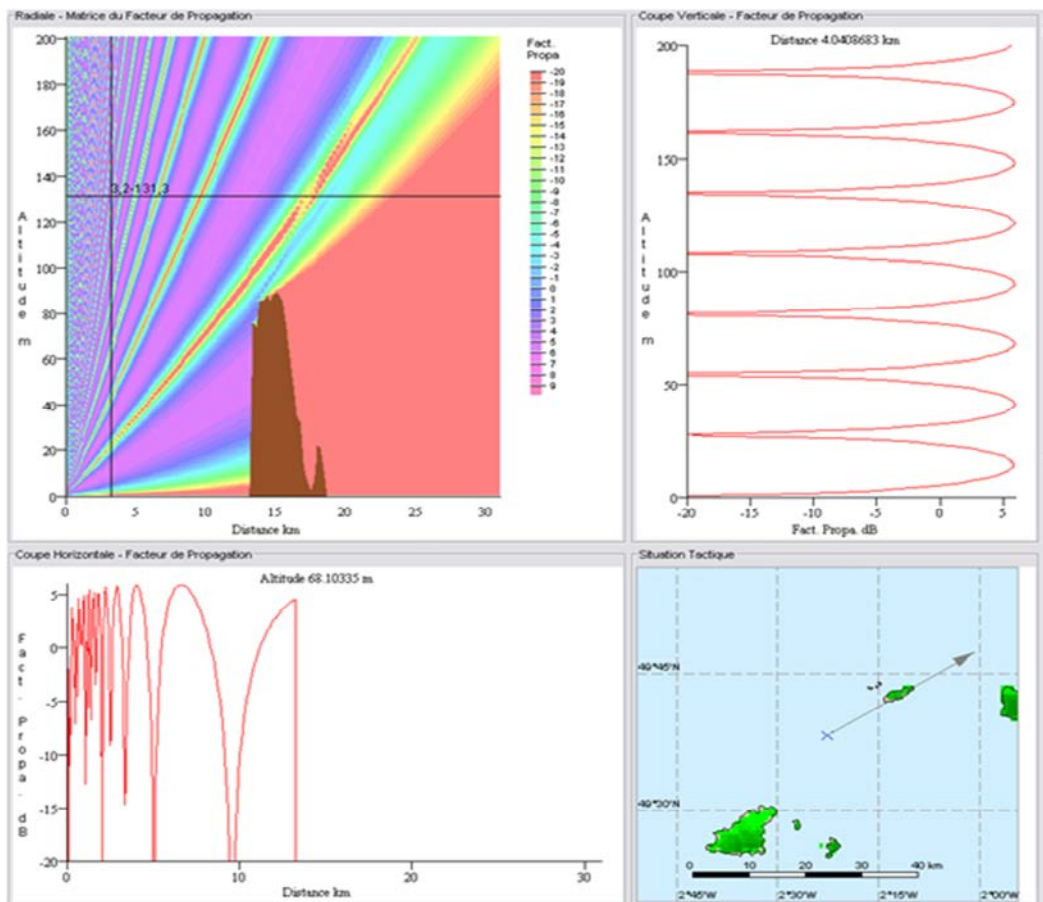 Radiale - Matrice du Facteur de Propagation
200
180
160
140
120
100
80
60
40
20
0
Altitude m
3,2-131,3
0 5 10 15 20 25 30
Distance km
Fact.
Propa
-20
-19
-18
-17
-16
-15
-14
-13
-12
-11
-10
-9
-8
-7
-6
-5
-4
-3
-2
-1
0
1
2
3
4
5
6
7
8
9
Coupe Verticale - Facteur de Propagation
Distance 4.0408683 km
200
150
100
50
0
Altitude m
-20 -15 -10 -5 0 5
Fact. Propa. dB
Coupe Horizontale - Facteur de Propagation
Altitude 68.10335 m
5
0
-5
-10
-15
-20
Fact. Propa. dB
0 10 20 30
Distance km
Situation Tactique
49°45'N
49°30'N
0 10 20 30 40 km
2°45'W 2°30'W 2°15'W 2°00'W